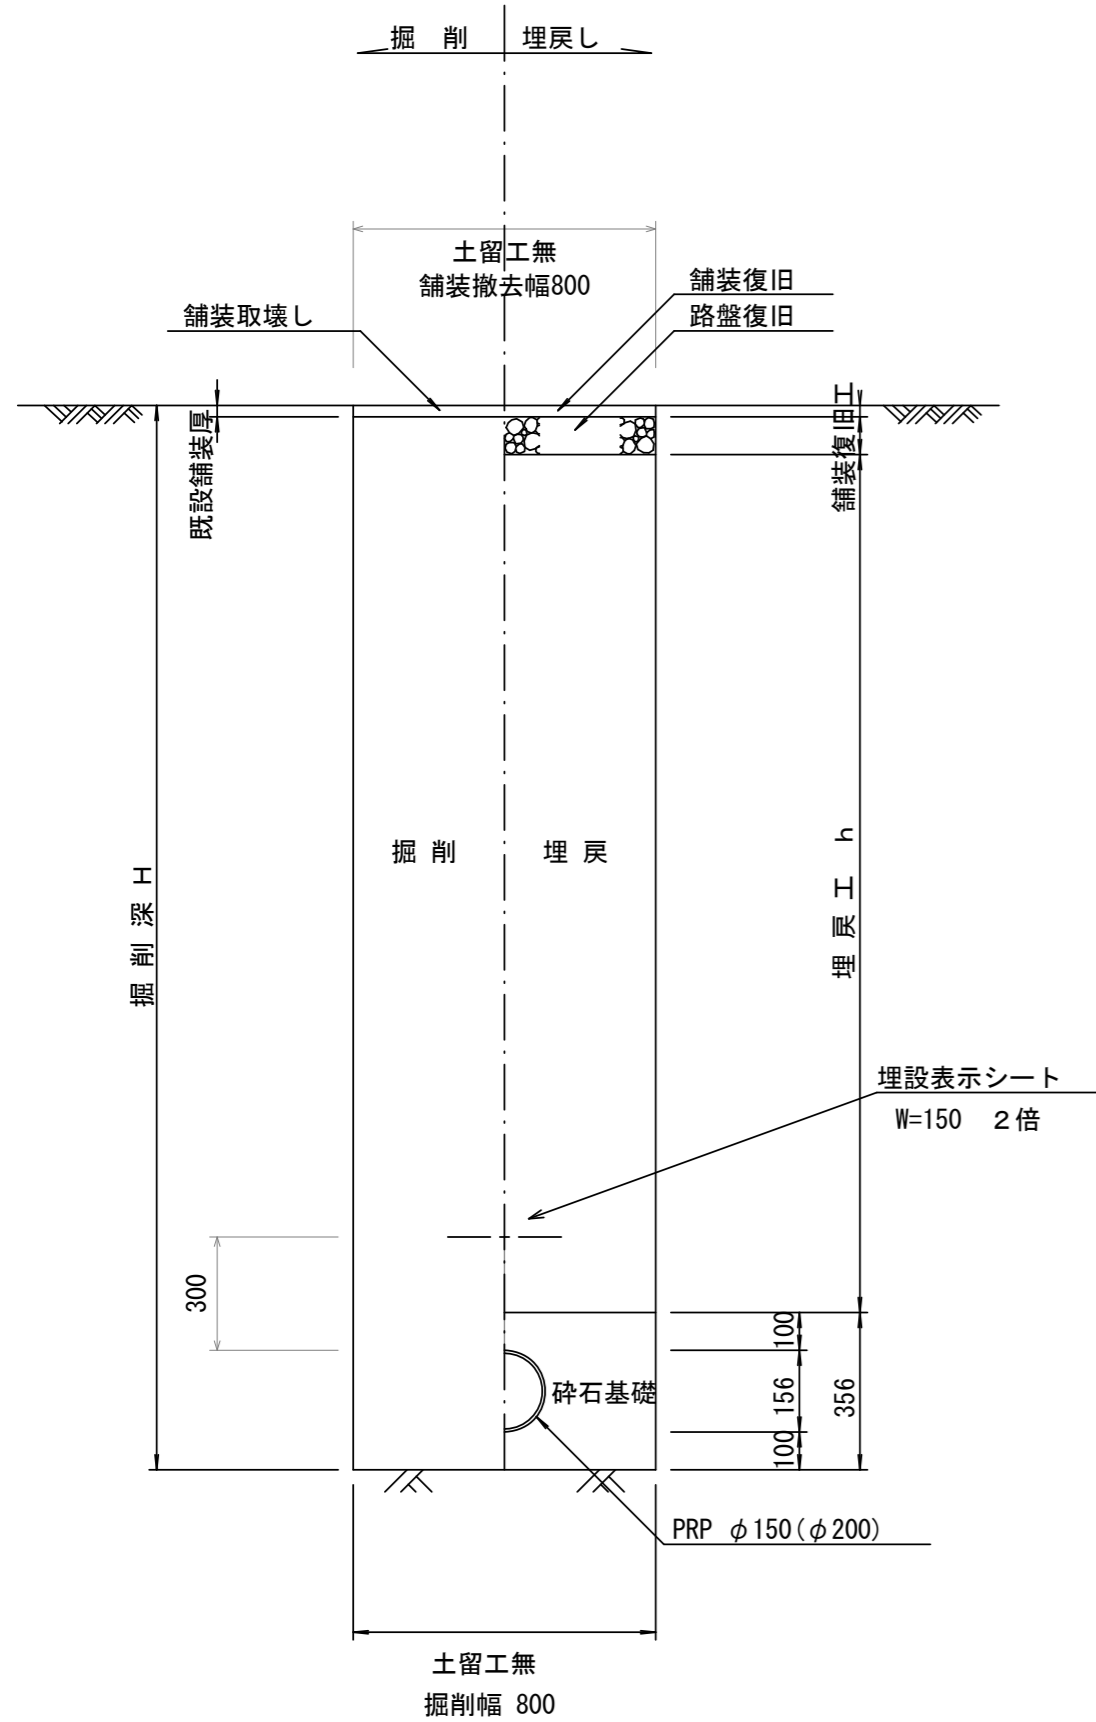 掘　削
埋戻し
土留工無
舗装撤去幅800
舗装復旧
路盤復旧
舗装取壊し
既設舗装厚
舗装復旧工
掘削
埋戻
掘削深 H
埋戻工 h
埋設表示シート
W=150　２倍
300
100
156
100
356
砕石基礎
PRP φ150(φ200)
土留工無
掘削幅 800